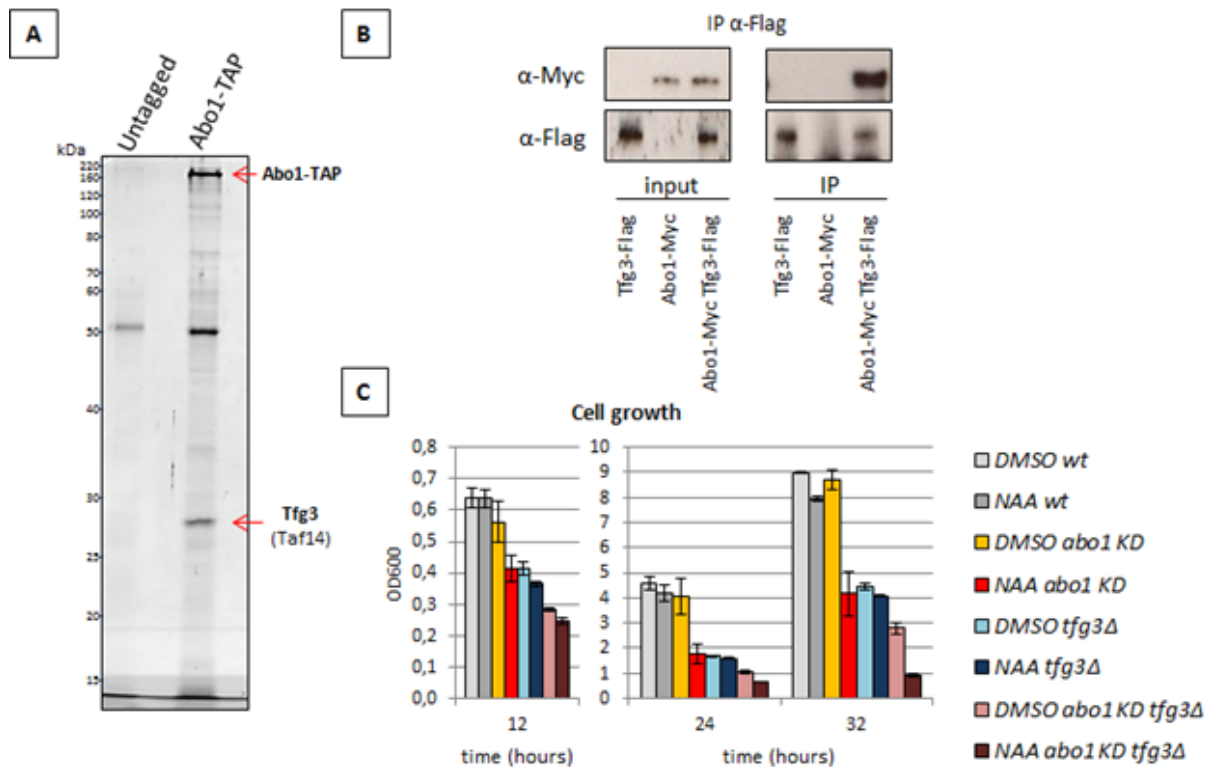 A
Untagged
Abo1-TAP
kDa
220
160
120
100
80
70
60
50
40
30
25
20
15
Abo1-TAP
Tfg3
(Taf14)
B
IP α-Flag
α-Myc
α-Flag
input
IP
Tfg3-Flag
Abo1-Myc
Abo1-Myc Tfg3-Flag
Tfg3-Flag
Abo1-Myc
Abo1-Myc Tfg3-Flag
C
Cell growth
OD600
0,8
0,7
0,6
0,5
0,4
0,3
0,2
0,1
0,0
10
9
8
7
6
5
4
3
2
1
0
12
24
32
time (hours)
time (hours)
DMSO wt
NAA wt
DMSO abo1 KD
NAA abo1 KD
DMSO tfg3Δ
NAA tfg3Δ
DMSO abo1KD tfg3Δ
NAA abo1KD tfg3Δ